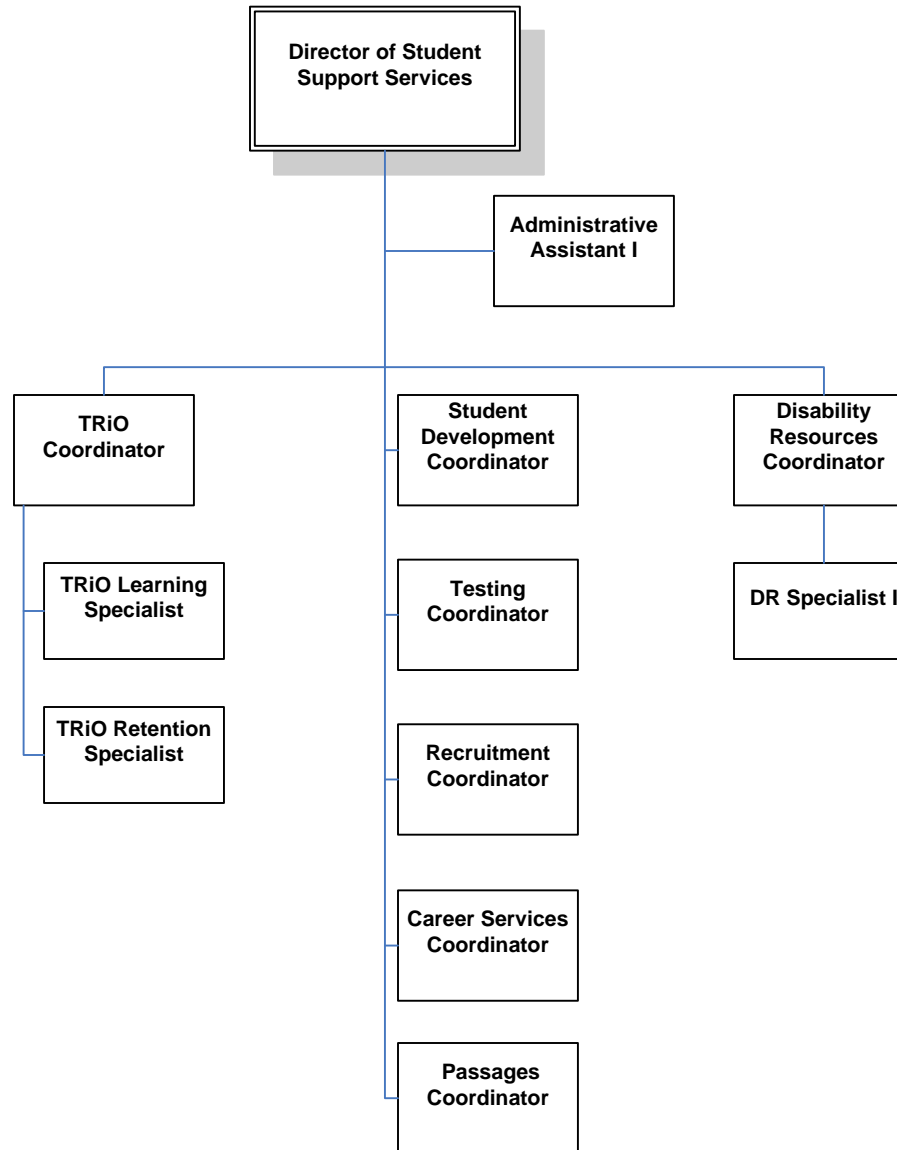 Director of Student
Support Services
Administrative
Assistant I
TRiO
Coordinator
Student
Development
Coordinator
Disability
Resources
Coordinator
TRiO Learning
Specialist
Testing
Coordinator
DR Specialist I
TRiO Retention
Specialist
Recruitment
Coordinator
Career Services
Coordinator
Passages
Coordinator